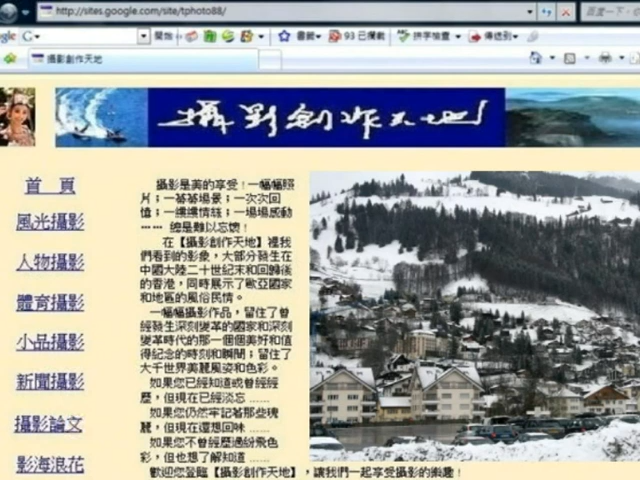 http://sites.google.com/site/tphoto88/
93 已攔截
拼字檢查
攝影創作天地
攝影創作天地
首 頁
風光攝影
人物攝影
體育攝影
小品攝影
新聞攝影
攝影論文
影海浪花
攝影是美的享受！一幅幅照
片；一荅荅場景；一次次回
憶；一縷縷情絲；一場場感動
…… 總是難以忘懷！
在【攝影創作天地】裡我
們看到的影象，大部分發生在
中國大陸二十世紀末和回歸後
的香港，同時展示了歐亞國家
和地區的風俗民情。
一幅幅攝影作品，留住了曾
經發生深刻變革的國家和深刻
變革時代的那一個個美好和值
得紀念的時刻和瞬間；留住了
大千世界美麗風姿和色彩。
如果您已經知道或曾經經
歷，但現在已經淡忘 ……
如果您仍然牢記著那些瑰
麗，但現在還想回味 ……
如果您不曾經歷過繽飛色
彩，但也想了解知道 ……
歡迎您登臨【攝影創作天地】，讓我們一起享受攝影的樂趣！